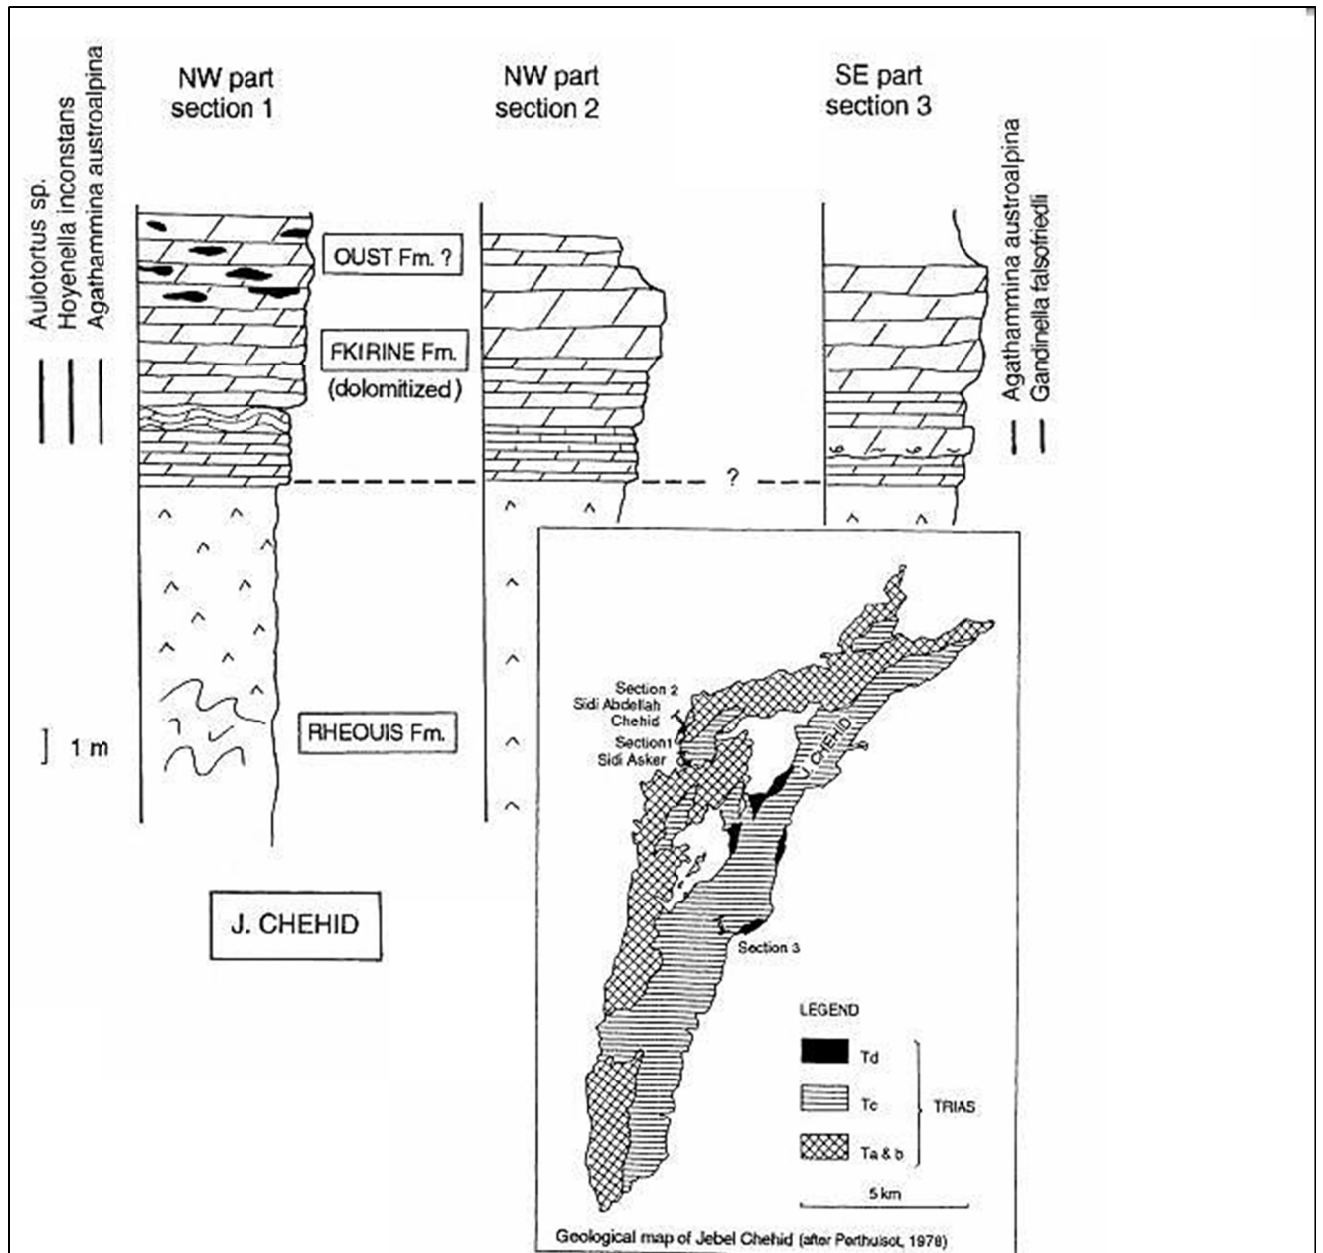 NW part
section 1
NW part
section 2
SE part
section 3
Aulotortus sp.
Hoyenella inconstans
Agathammina austroalpina
OUST Fm. ?
FKIRINE Fm.
(dolomitized)
Agathammina austroalpina
Gandinella falsofriedli
?
RHEOUIS Fm.
1 m
J. CHEHID
Section 2
Sidi Abdellah
Chehid
Section1
Sidi Asker
J. CHEHID
Section 3
LEGEND
Td
Tc
Ta & b
TRIAS
5 km
Geological map of Jebel Chehid (after Perthuisot, 1978)